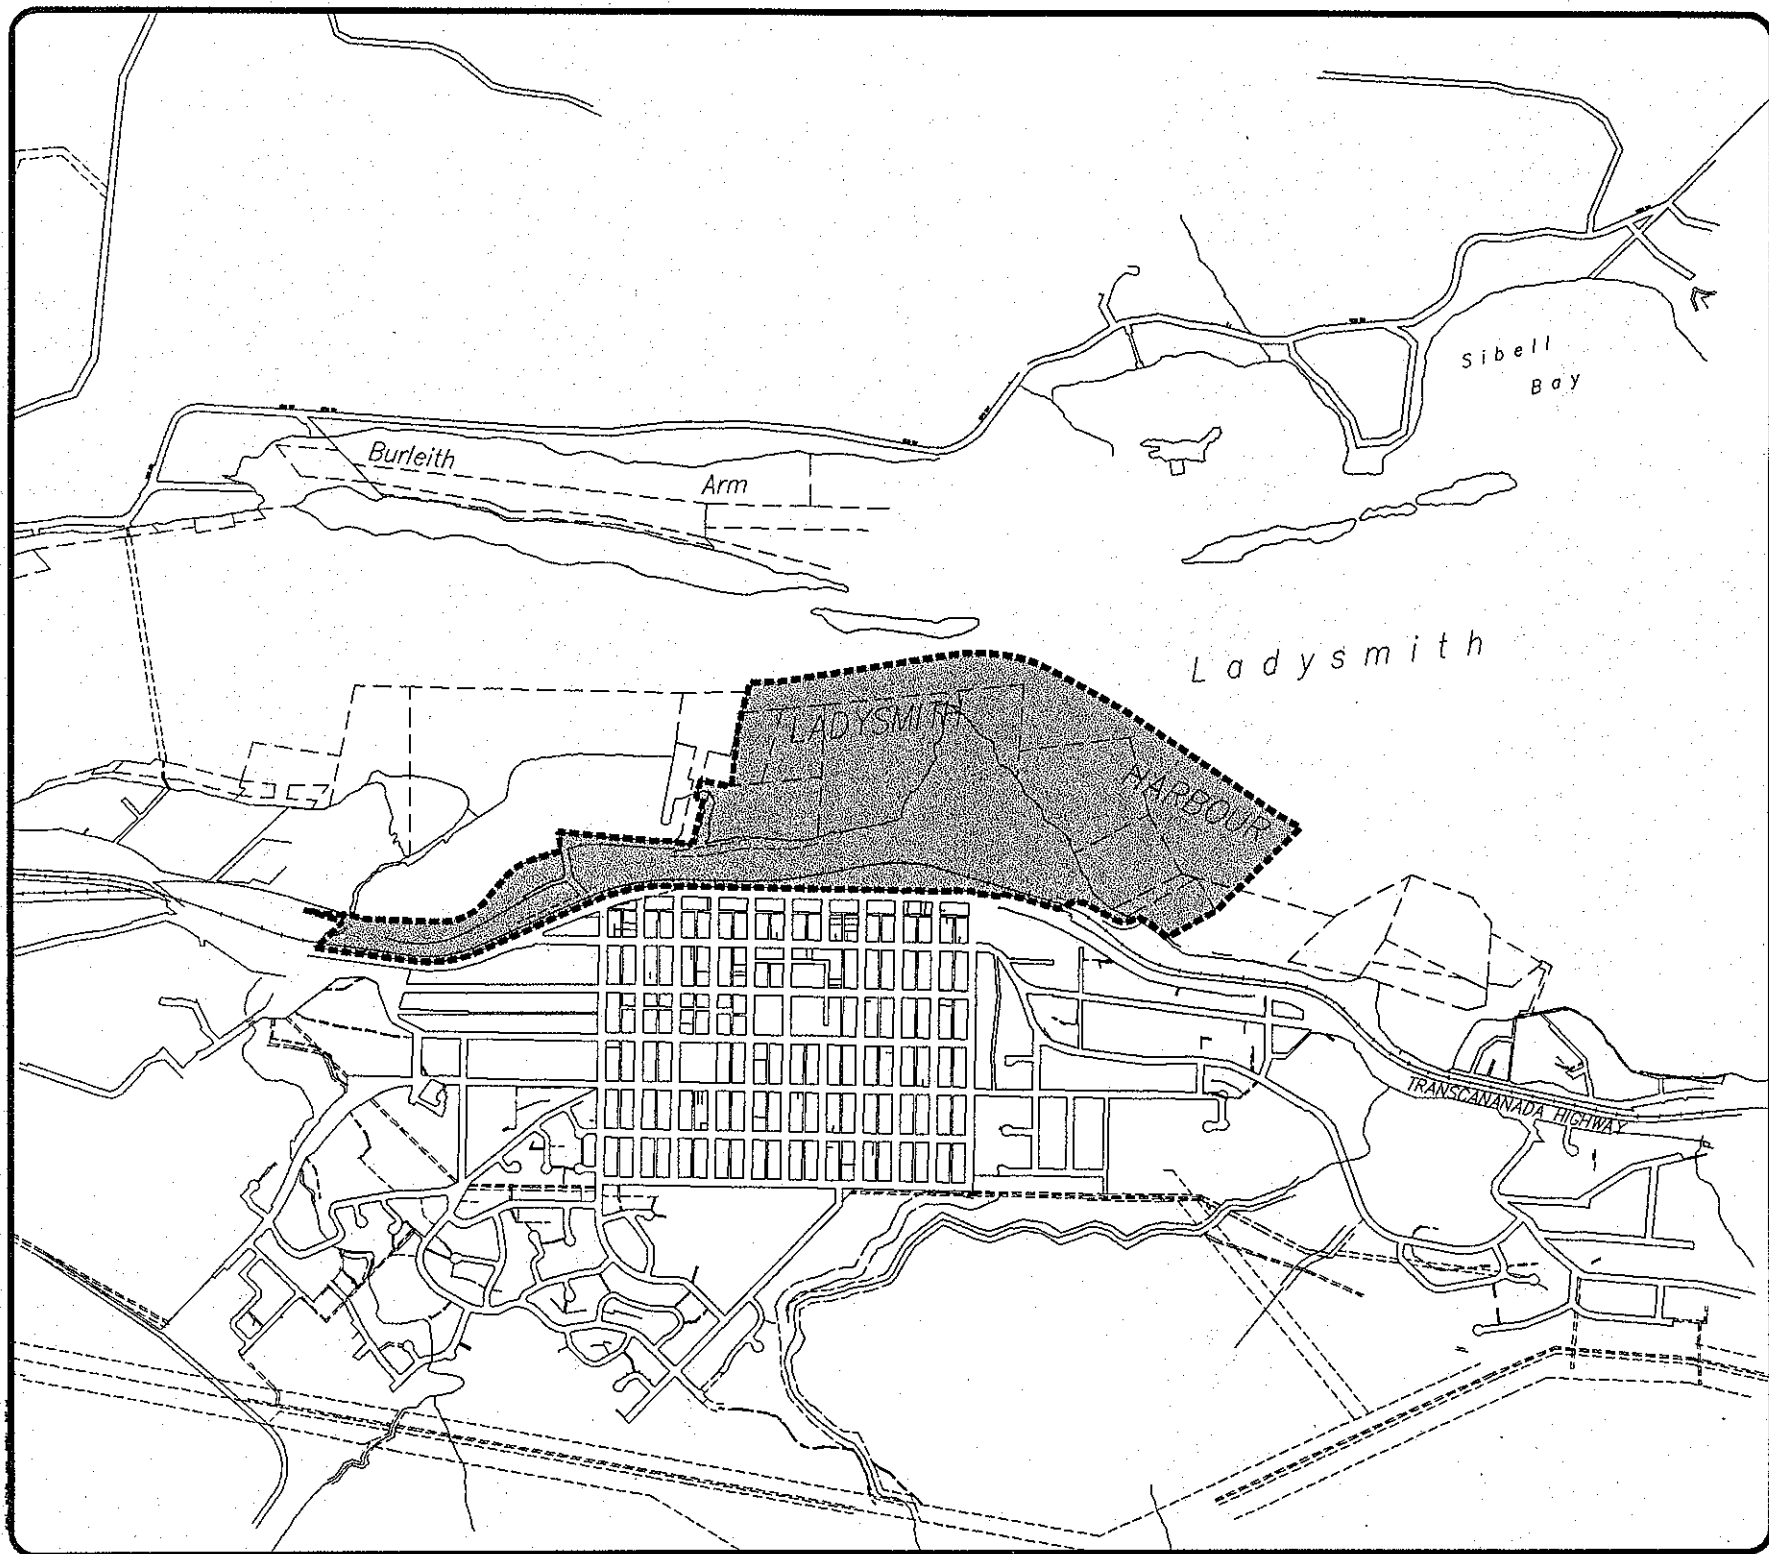 Sibell
Bay
Burleith
Arm
Ladysmith
LADYSMITH
HARBOUR
TRANSCANANADA HIGHWAY